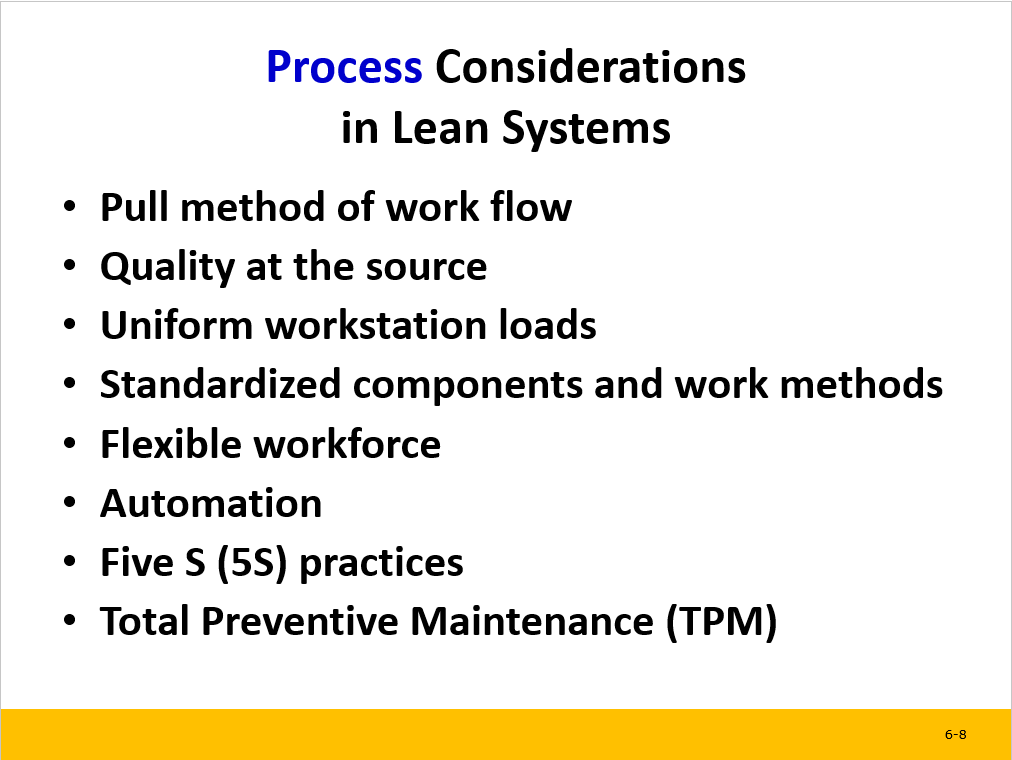 Process Considerations
in Lean Systems
• Pull method of work flow
• Quality at the source
• Uniform workstation loads
• Standardized components and work methods
• Flexible workforce
• Automation
• Five S (5S) practices
• Total Preventive Maintenance (TPM)
6-8